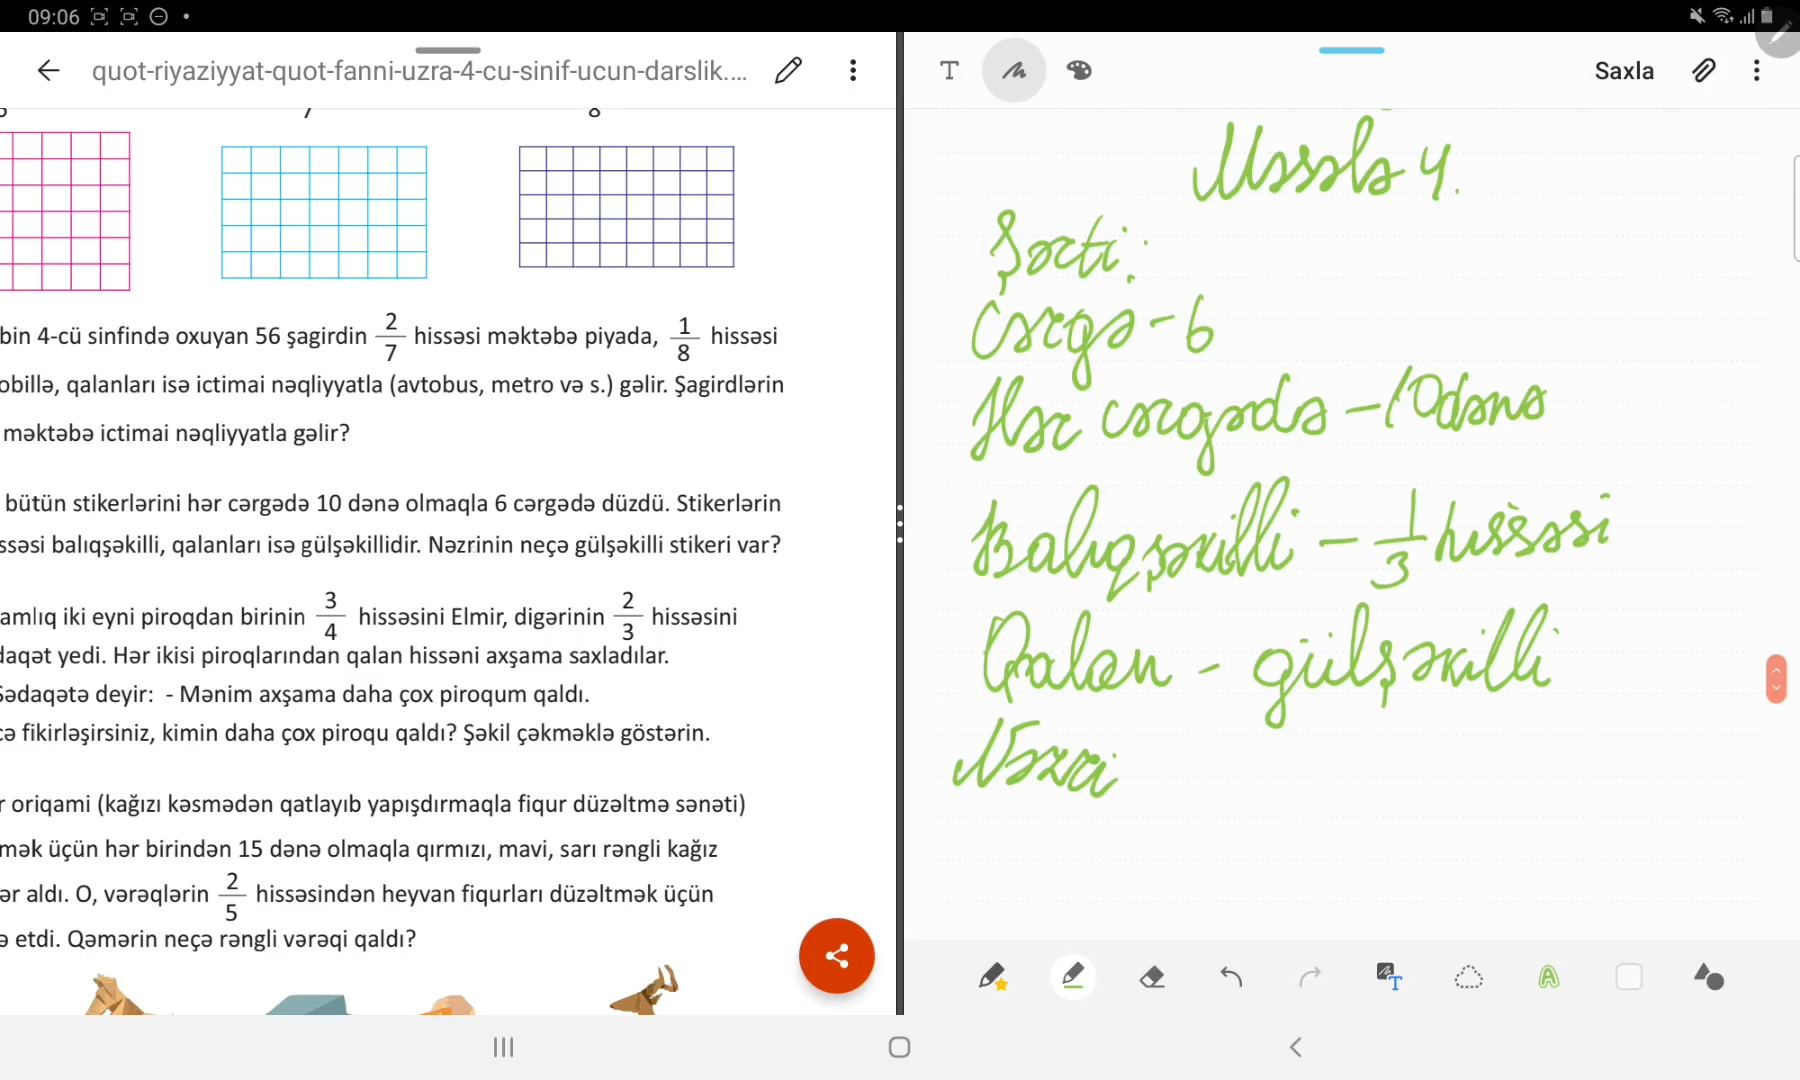 09:06
quot-riyaziyyat-quot-fanni-uzra-4-cu-sinif-ucun-darslik....
7
8
bin 4-cü sinfində oxuyan 56 şagirdin 2/7 hissəsi məktəbə piyada, 1/8 hissəsi
obillə, qalanları isə ictimai nəqliyyatla (avtobus, metro və s.) gəlir. Şagirdlərin
məktəbə ictimai nəqliyyatla gəlir?
bütün stikerlərini hər cərgədə 10 dənə olmaqla 6 cərgədə düzdü. Stikerlərin
ssəsi balıqşəkilli, qalanları isə gülşəkillidir. Nəzrinin neçə gülşəkilli stikeri var?
amlıq iki eyni piroqdan birinin 3/4 hissəsini Elmir, digərinin 2/3 hissəsini
daqət yedi. Hər ikisi piroqlarından qalan hissəni axşama saxladılar.
Sədaqətə deyir: - Mənim axşama daha çox piroqum qaldı.
cə fikirləşirsiniz, kimin daha çox piroqu qaldı? Şəkil çəkməklə göstərin.
r oriqami (kağızı kəsmədən qatlayıb yapışdırmaqla fiqur düzəltmə sənəti)
mək üçün hər birindən 15 dənə olmaqla qırmızı, mavi, sarı rəngli kağız
ər aldı. O, vərəqlərin 2/5 hissəsindən heyvan fiqurları düzəltmək üçün
ə etdi. Qəmərin neçə rəngli vərəqi qaldı?
T
Saxla
Məsələ 4.
Şərti:
Cərgə - 6
Hər cərgədə - 10 dənə
Balıqşəkilli - 1/3 hissəsi
Qalan - gülşəkilli
Nəzri